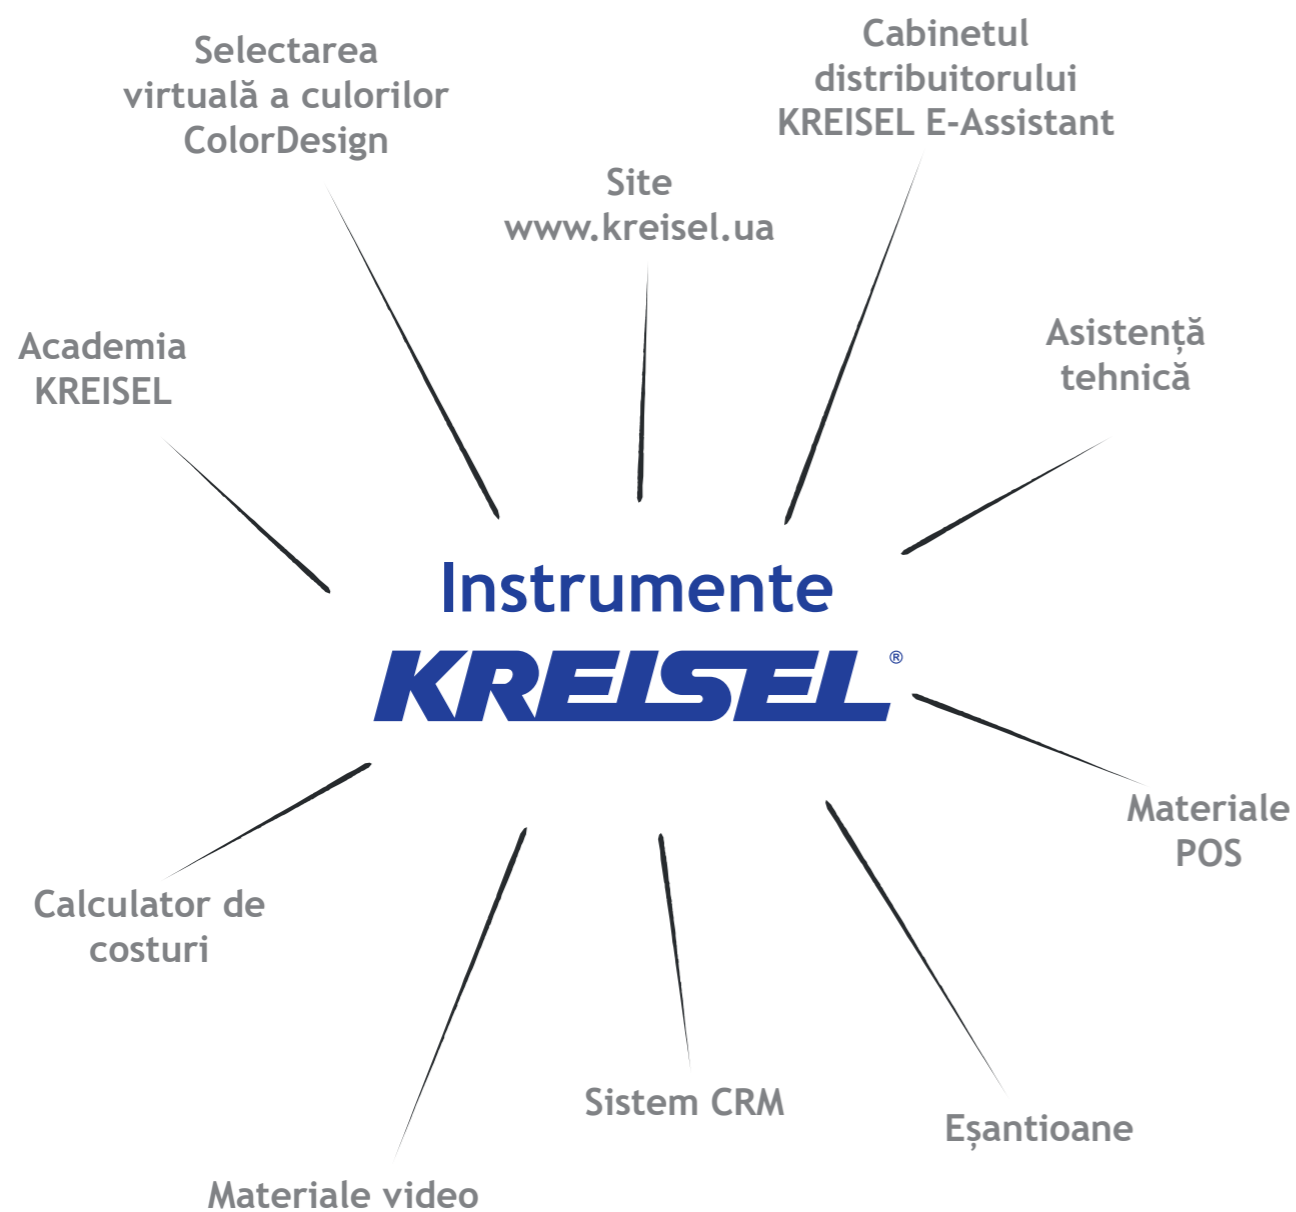 Selectarea
virtuală a culorilor
ColorDesign
Cabinetul
distribuitorului
KREISEL E-Assistant
Site
www.kreisel.ua
Academia
KREISEL
Asistență
tehnică
Instrumente
KREISEL®
Materiale
POS
Calculator de
costuri
Sistem CRM
Eșantioane
Materiale video